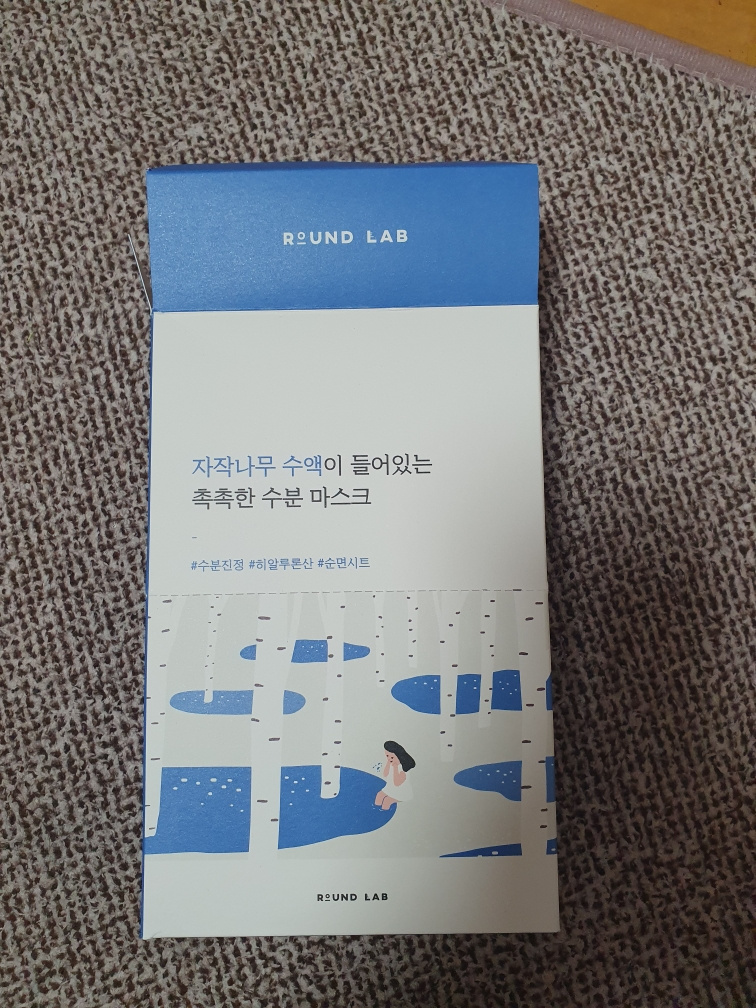 ROUND LAB
자작나무 수액이 들어있는
촉촉한 수분 마스크
-
#수분진정 #히알루론산 #순면시트
ROUND LAB